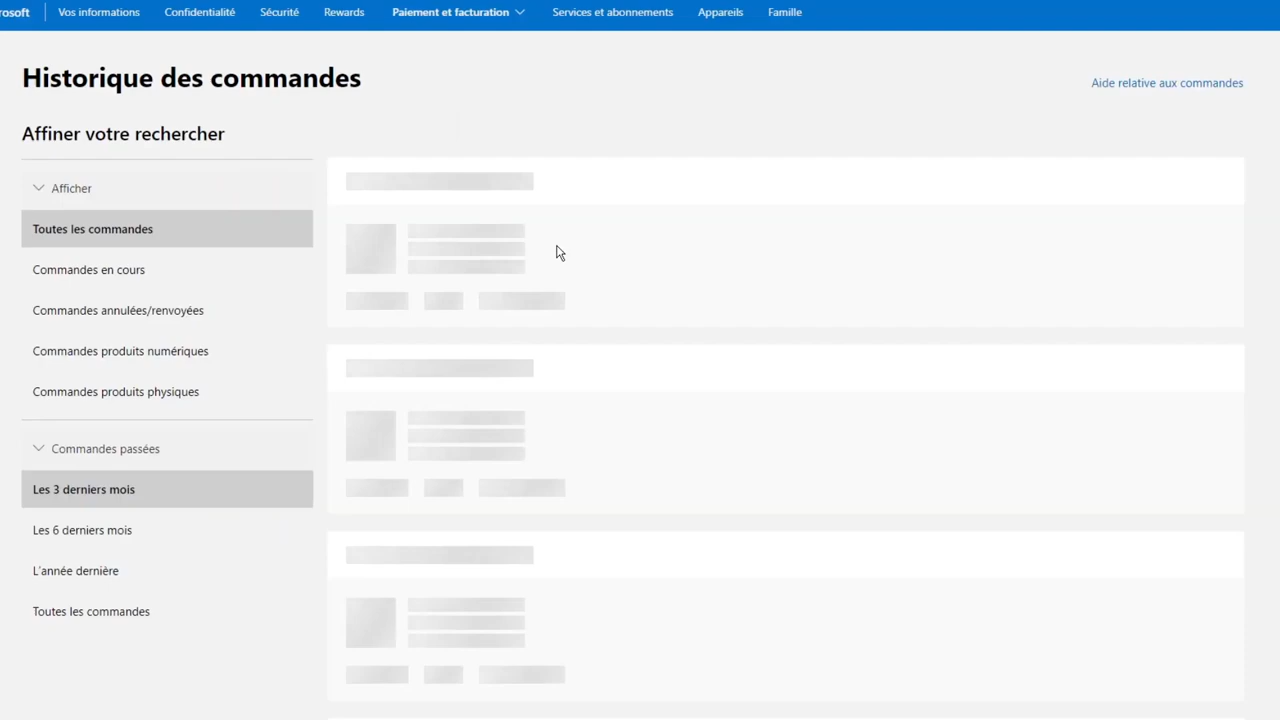 rosoft
Vos informations
Confidentialité
Sécurité
Rewards
Paiement et facturation
Services et abonnements
Appareils
Famille
Historique des commandes
Aide relative aux commandes
Affiner votre rechercher
Afficher
Toutes les commandes
Commandes en cours
Commandes annulées/renvoyées
Commandes produits numériques
Commandes produits physiques
Commandes passées
Les 3 derniers mois
Les 6 derniers mois
L'année dernière
Toutes les commandes